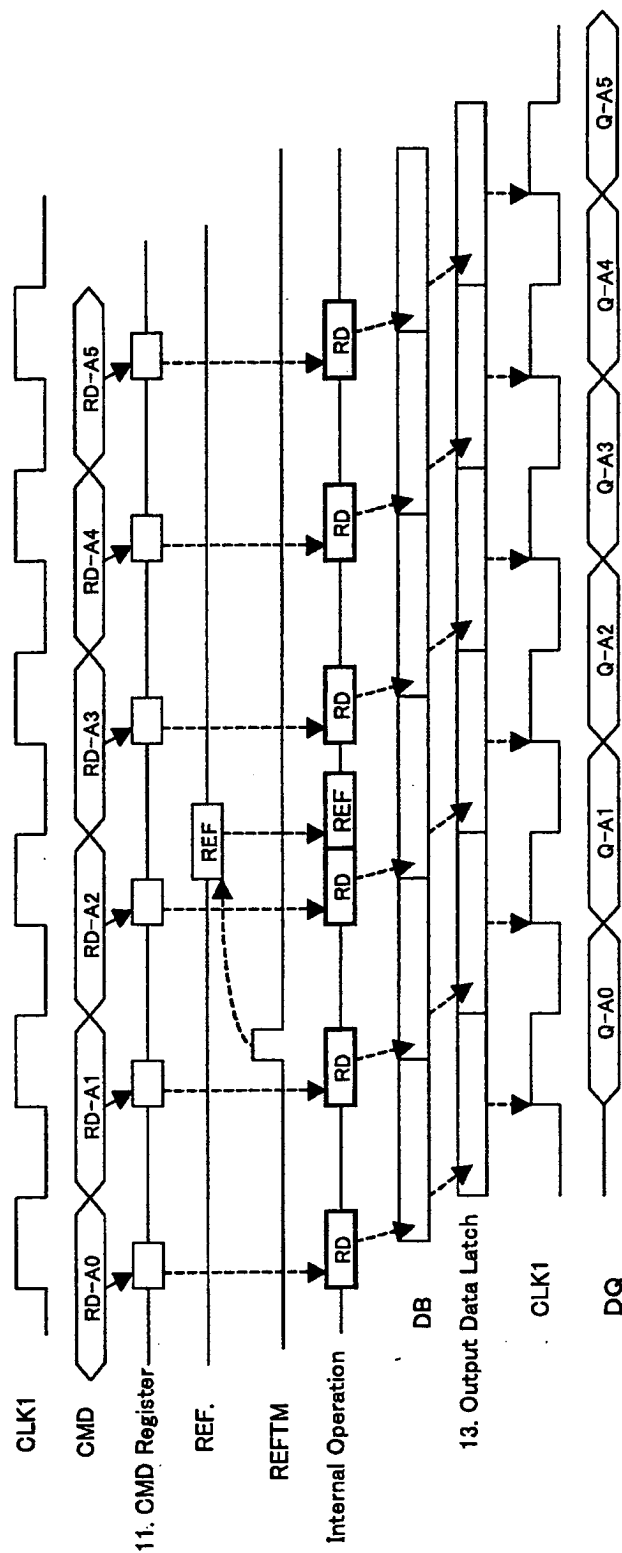 CLK1
CMD RD-A0 RD-A1 RD-A2 RD-A3 RD-A4 RD-A5
11. CMD Register
REF. REF
REFTM
Internal Operation RD RD RD REF RD RD RD
DB
13. Output Data Latch
CLK1
DQ Q-A0 Q-A1 Q-A2 Q-A3 Q-A4 Q-A5